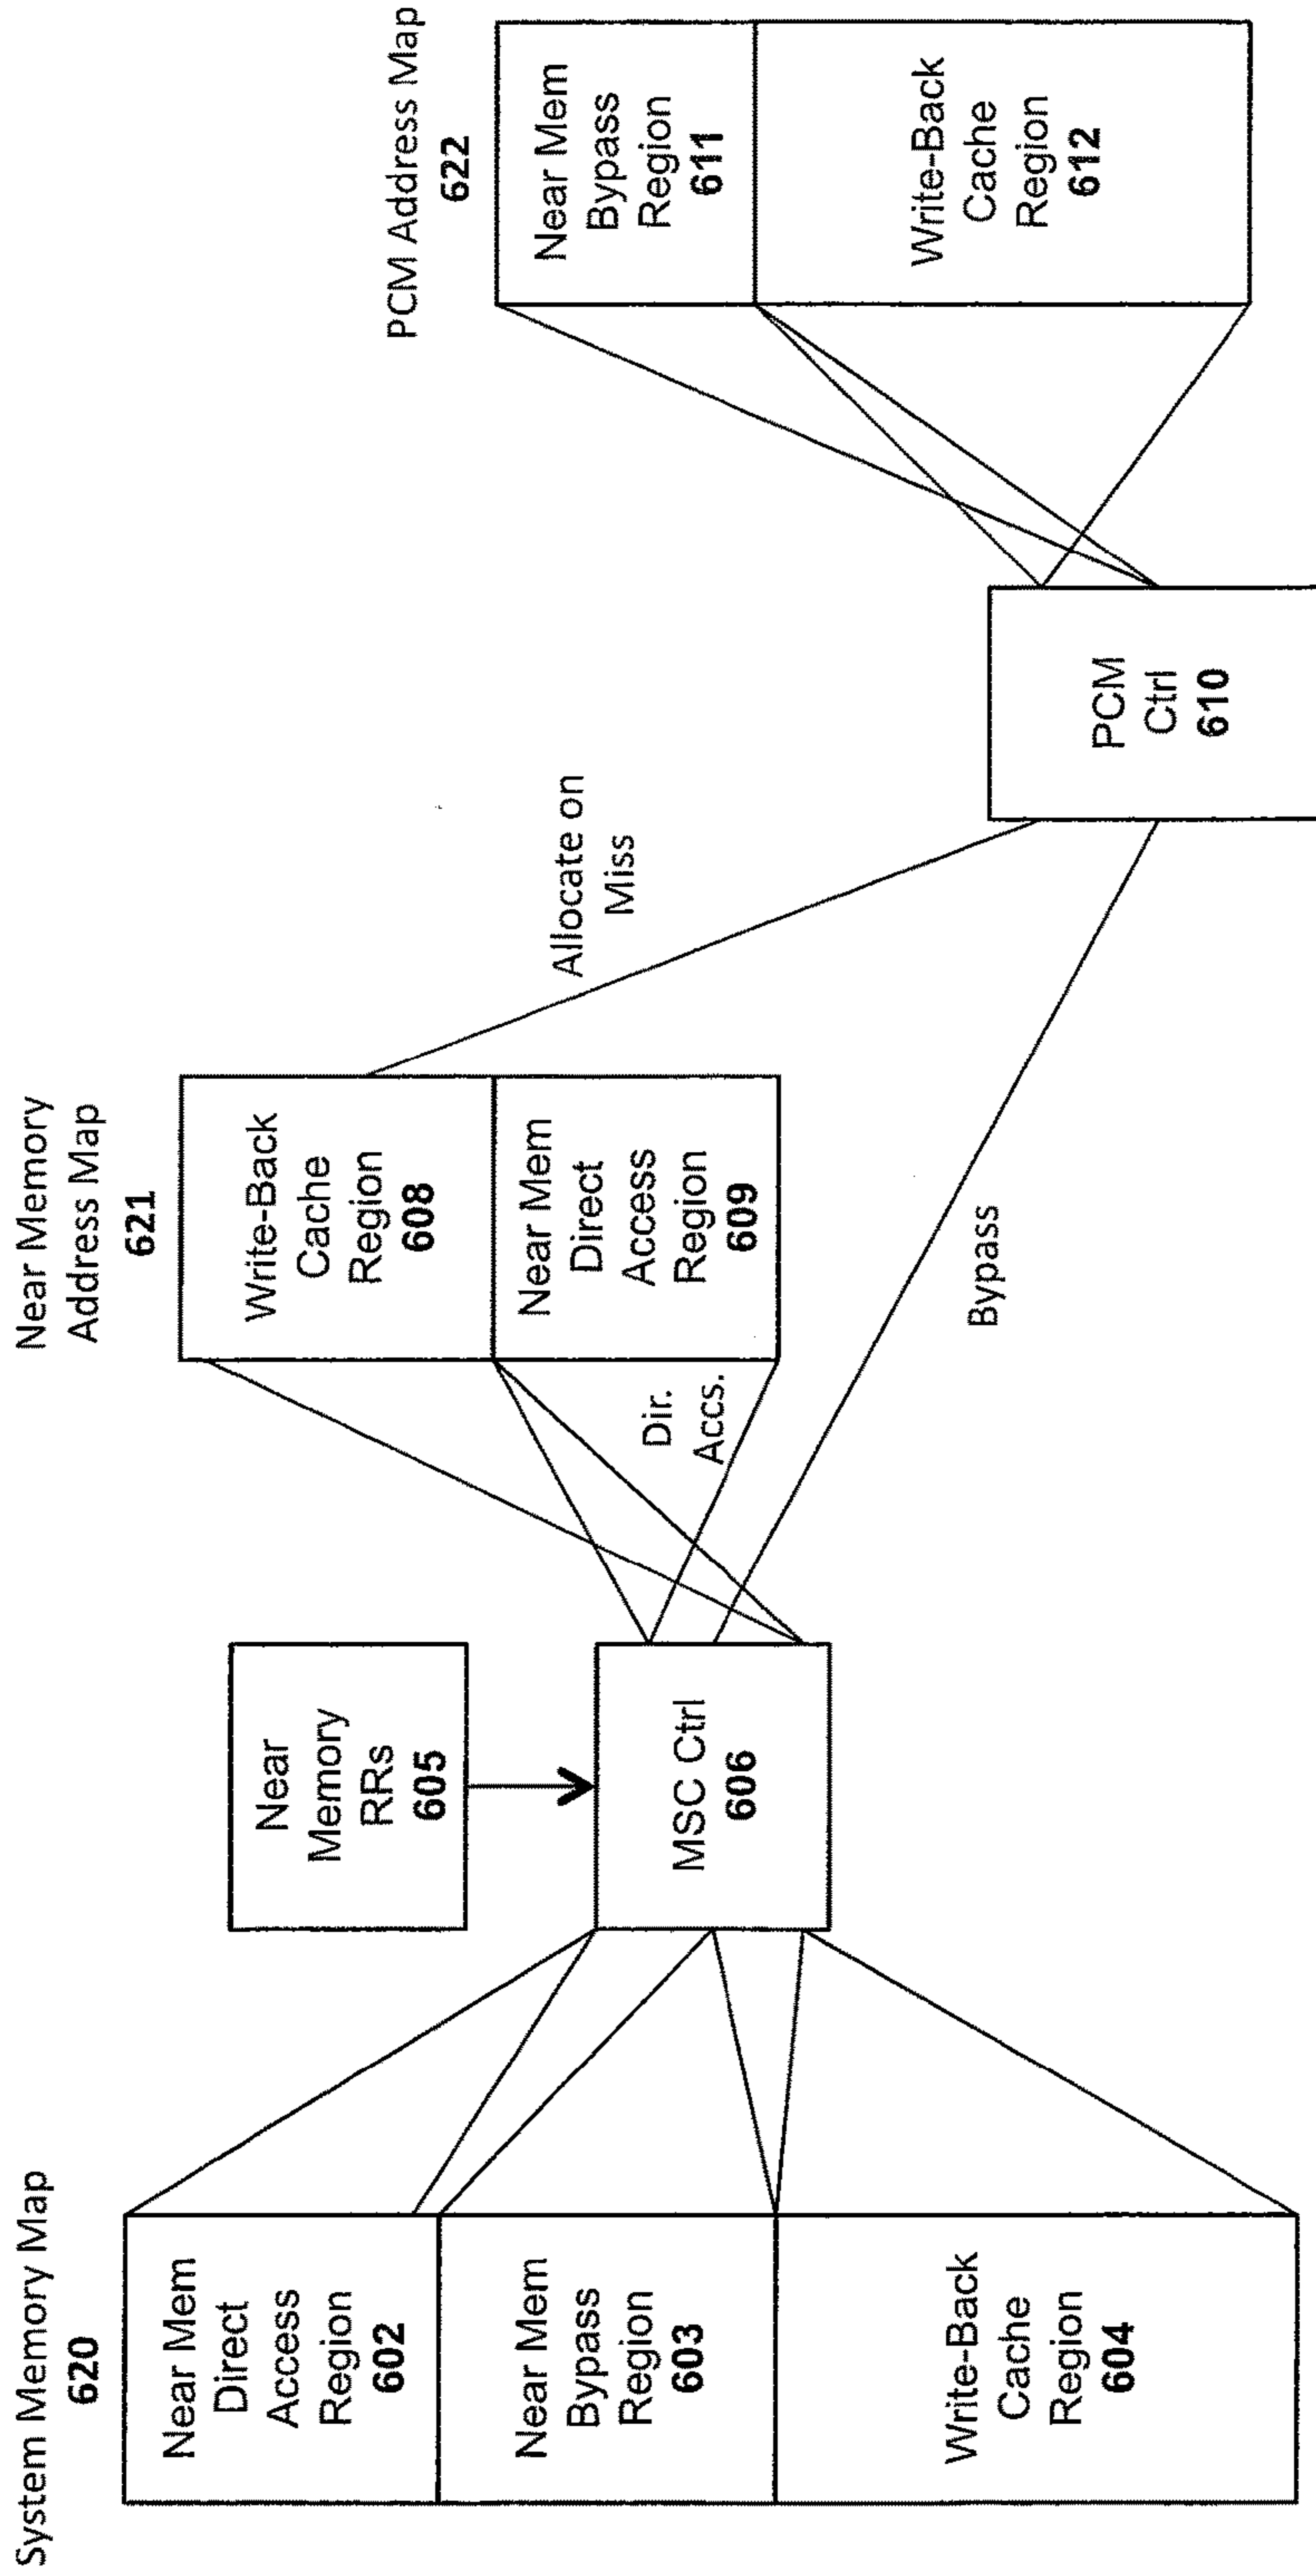 System Memory Map
620
Near Mem
Direct
Access
Region
602
Near Mem
Bypass
Region
603
Write-Back
Cache
Region
604
Near
Memory
RRs
605
MSC Ctrl
606
Near Memory
Address Map
621
Write-Back
Cache
Region
608
Near Mem
Direct
Access
Region
609
Dir.
Accs.
Bypass
Allocate on
Miss
PCM
Ctrl
610
PCM Address Map
622
Near Mem
Bypass
Region
611
Write-Back
Cache
Region
612